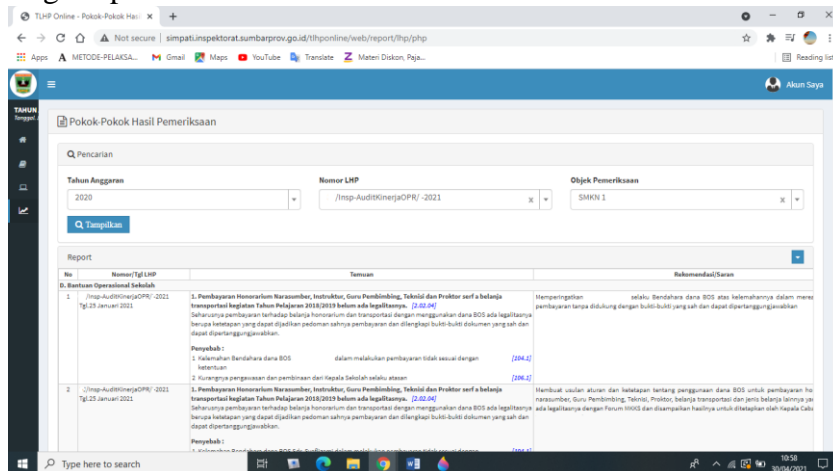 TLHP Online - Pokok-Pokok Hasi
Not secure | simpati.inspektorat.sumbarprov.go.id/tlhponline/web/report/lhp/php
Apps METODE-PELAKSA... Gmail Maps YouTube Translate Materi Diskon, Paja... Reading list
Akun Saya
TAHUN
Pokok-Pokok Hasil Pemeriksaan
Pencarian
Tahun Anggaran Nomor LHP Objek Pemeriksaan
2020 /Insp-AuditKinerjaOPR/ -2021 x SMKN 1 x
Tampilkan
Report
No Nomor/Tgl LHP Temuan Rekomendasi/Saran
D. Bantuan Operasional Sekolah
1 /Insp-AuditKinerjaOPR/ -2021
Tgl.25 Januari 2021
1. Pembayaran Honorarium Narasumber, Instruktur, Guru Pembimbing, Teknisi dan Proktor serf a belanja
transportasi kegiatan Tahun Pelajaran 2018/2019 belum ada legalitasnya. [2.02.04]
Seharusnya pembayaran terhadap belanja honorarium dan transportasi dengan menggunakan dana BOS ada legalitasnya
berupa ketetapan yang dapat dijadikan pedoman sahnya pembayaran dan dilengkapi bukti-bukti dokumen yang sah dan
dapat dipertanggungjawabkan.
Penyebab :
1 Kelemahan Bendahara dana BOS dalam melakukan pembayaran tidak sesuai dengan [104.1]
ketentuan
2 Kurangnya pengawasan dan pembinaan dari Kepala Sekolah selaku atasan [106.1]
Memperingatkan selaku Bendahara dana BOS atas kelemahannya dalam
pembayaran tanpa didukung dengan bukti-bukti yang sah dan dapat dipertanggungjawabkan
2 /Insp-AuditKinerjaOPR/ -2021
Tgl.25 Januari 2021
1. Pembayaran Honorarium Narasumber, Instruktur, Guru Pembimbing, Teknisi dan Proktor serf a belanja
transportasi kegiatan Tahun Pelajaran 2018/2019 belum ada legalitasnya. [2.02.04]
Seharusnya pembayaran terhadap belanja honorarium dan transportasi dengan menggunakan dana BOS ada legalitasnya
berupa ketetapan yang dapat dijadikan pedoman sahnya pembayaran dan dilengkapi bukti-bukti dokumen yang sah dan
dapat dipertanggungjawabkan.
Penyebab :
Membuat usulan aturan dan ketetapan tentang penggunaan dana BOS untuk pembayaran
narasumber, Guru Pembimbing, Teknisi, Proktor, belanja transportasi dan jenis belanja lainnya
ada legalitasnya dengan Forum MKKS dan disampaikan hasilnya untuk ditetapkan oleh Kepala
Type here to search
10:58
30/04/2021